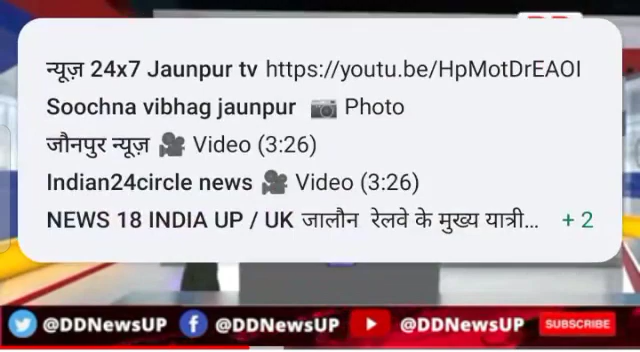 न्यूज़ 24x7 Jaunpur tv https://youtu.be/HpMotDrEAOI
Soochna vibhag jaunpur 📷 Photo
जौनपुर न्यूज़ 🎥 Video (3:26)
Indian24circle news 🎥 Video (3:26)
NEWS 18 INDIA UP / UK जालौन रेलवे के मुख्य यात्री... + 2
@DDNewsUP @DDNewsUP @DDNewsUP SUBSCRIBE